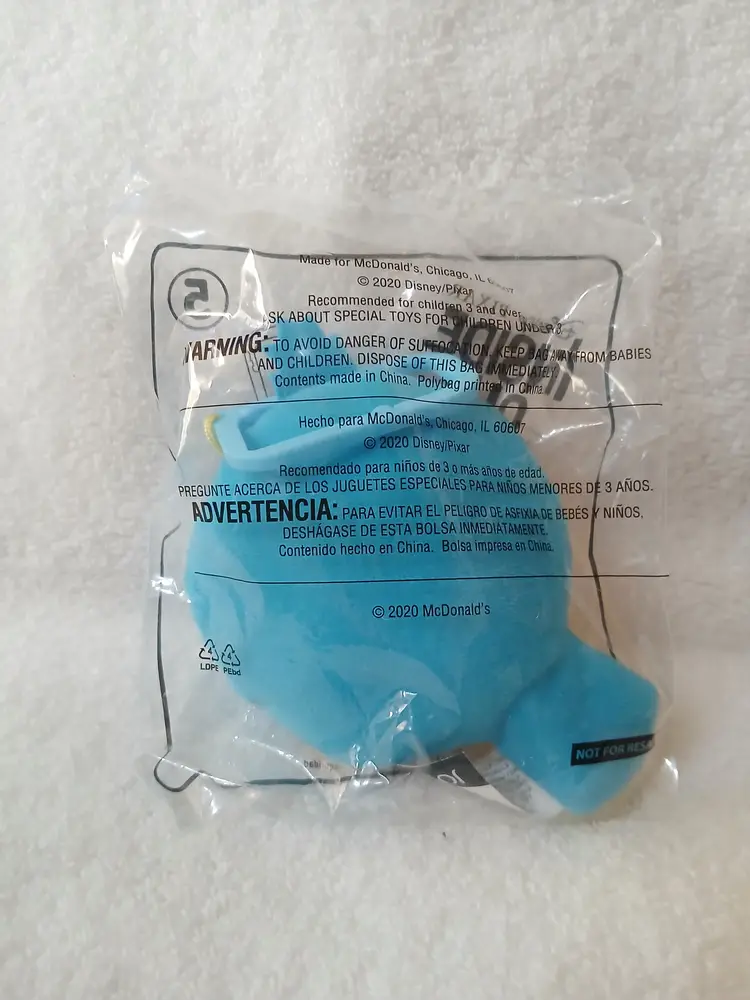 5
Made for McDonald's, Chicago, IL
© 2020 Disney/Pixar
Recommended for children 3 and over.
ASK ABOUT SPECIAL TOYS FOR CHILDREN UNDER 3
WARNING: TO AVOID DANGER OF SUFFOCATION, KEEP BAG AWAY FROM BABIES
AND CHILDREN. DISPOSE OF THIS BAG IMMEDIATELY.
Contents made in China. Polybag printed in China.
Hecho para McDonald's, Chicago, IL 60607
© 2020 Disney/Pixar
Recomendado para niños de 3 o más años de edad.
PREGUNTE ACERCA DE LOS JUGUETES ESPECIALES PARA NIÑOS MENORES DE 3 AÑOS.
ADVERTENCIA: PARA EVITAR EL PELIGRO DE ASFIXIA DE BEBÉS Y NIÑOS,
DESHÁGASE DE ESTA BOLSA INMEDIATAMENTE.
Contenido hecho en China. Bolsa impresa en China.
© 2020 McDonald's
4 4
LDPE PEbd
NOT FOR RESA